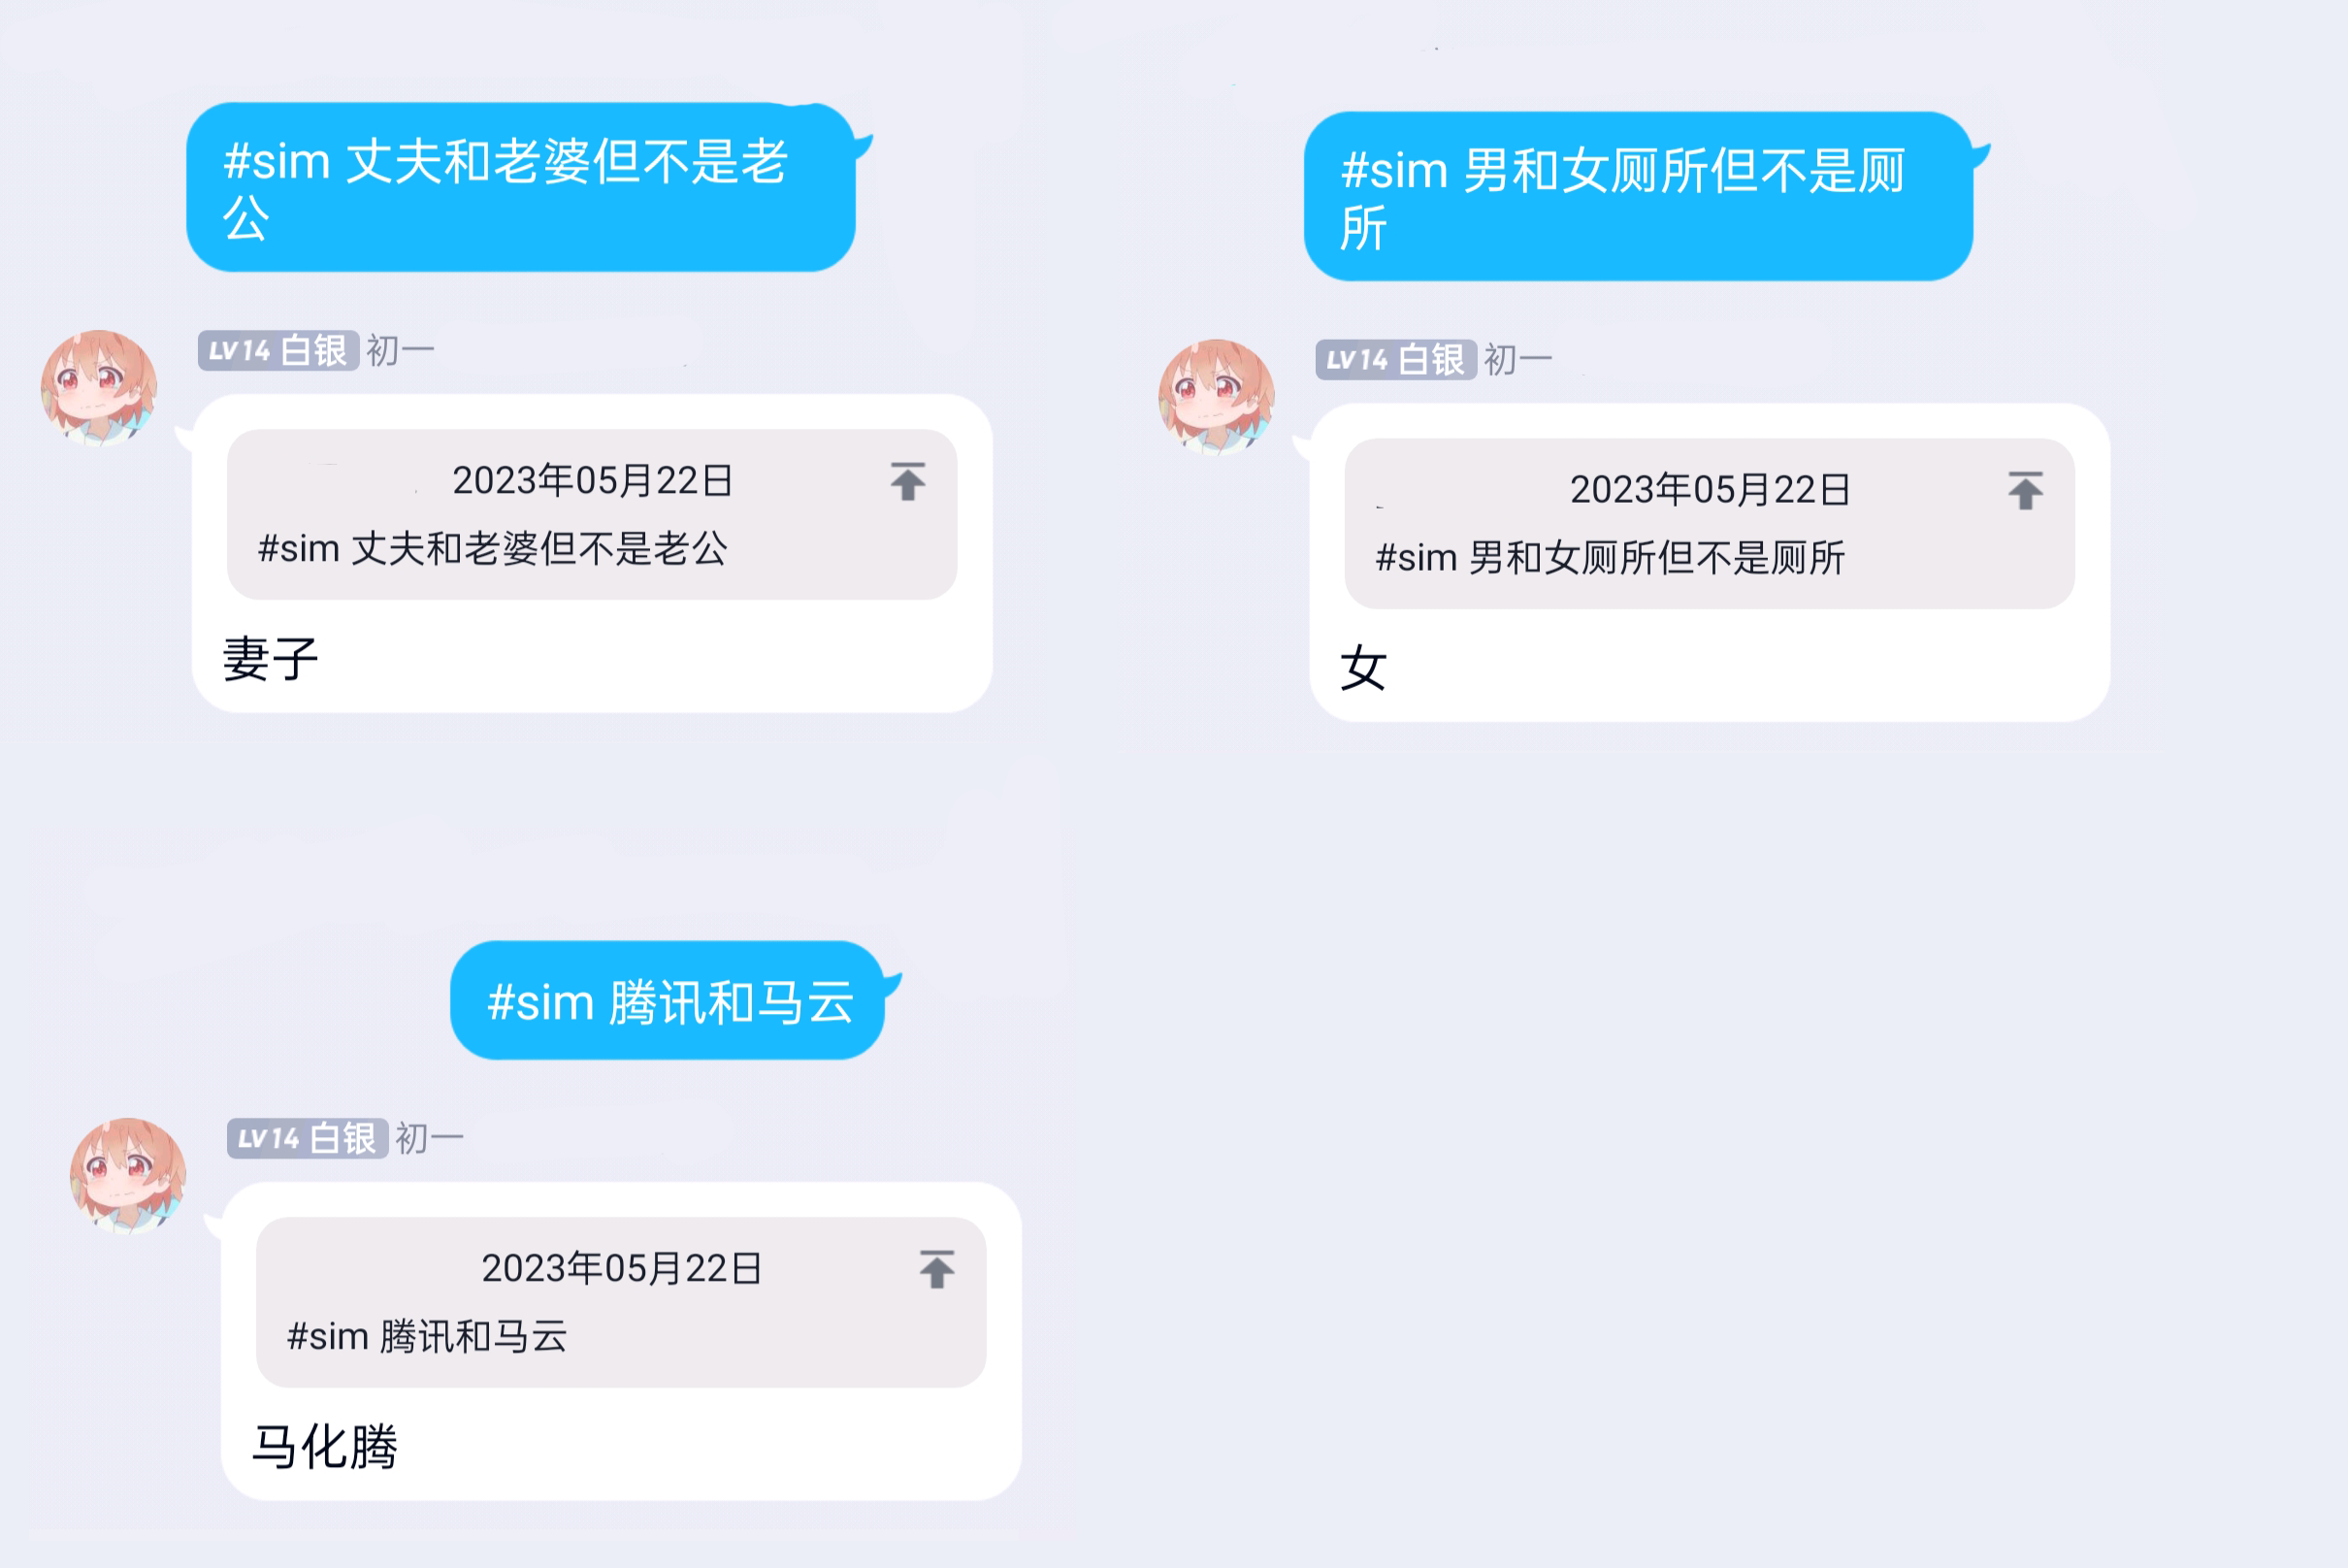 #sim 丈夫和老婆但不是老
公
LV14 白银 初一
2023年05月22日
#sim 丈夫和老婆但不是老公
妻子
#sim 男和女厕所但不是厕
所
LV14 白银 初一
2023年05月22日
#sim 男和女厕所但不是厕所
女
#sim 腾讯和马云
LV14 白银 初一
2023年05月22日
#sim 腾讯和马云
马化腾